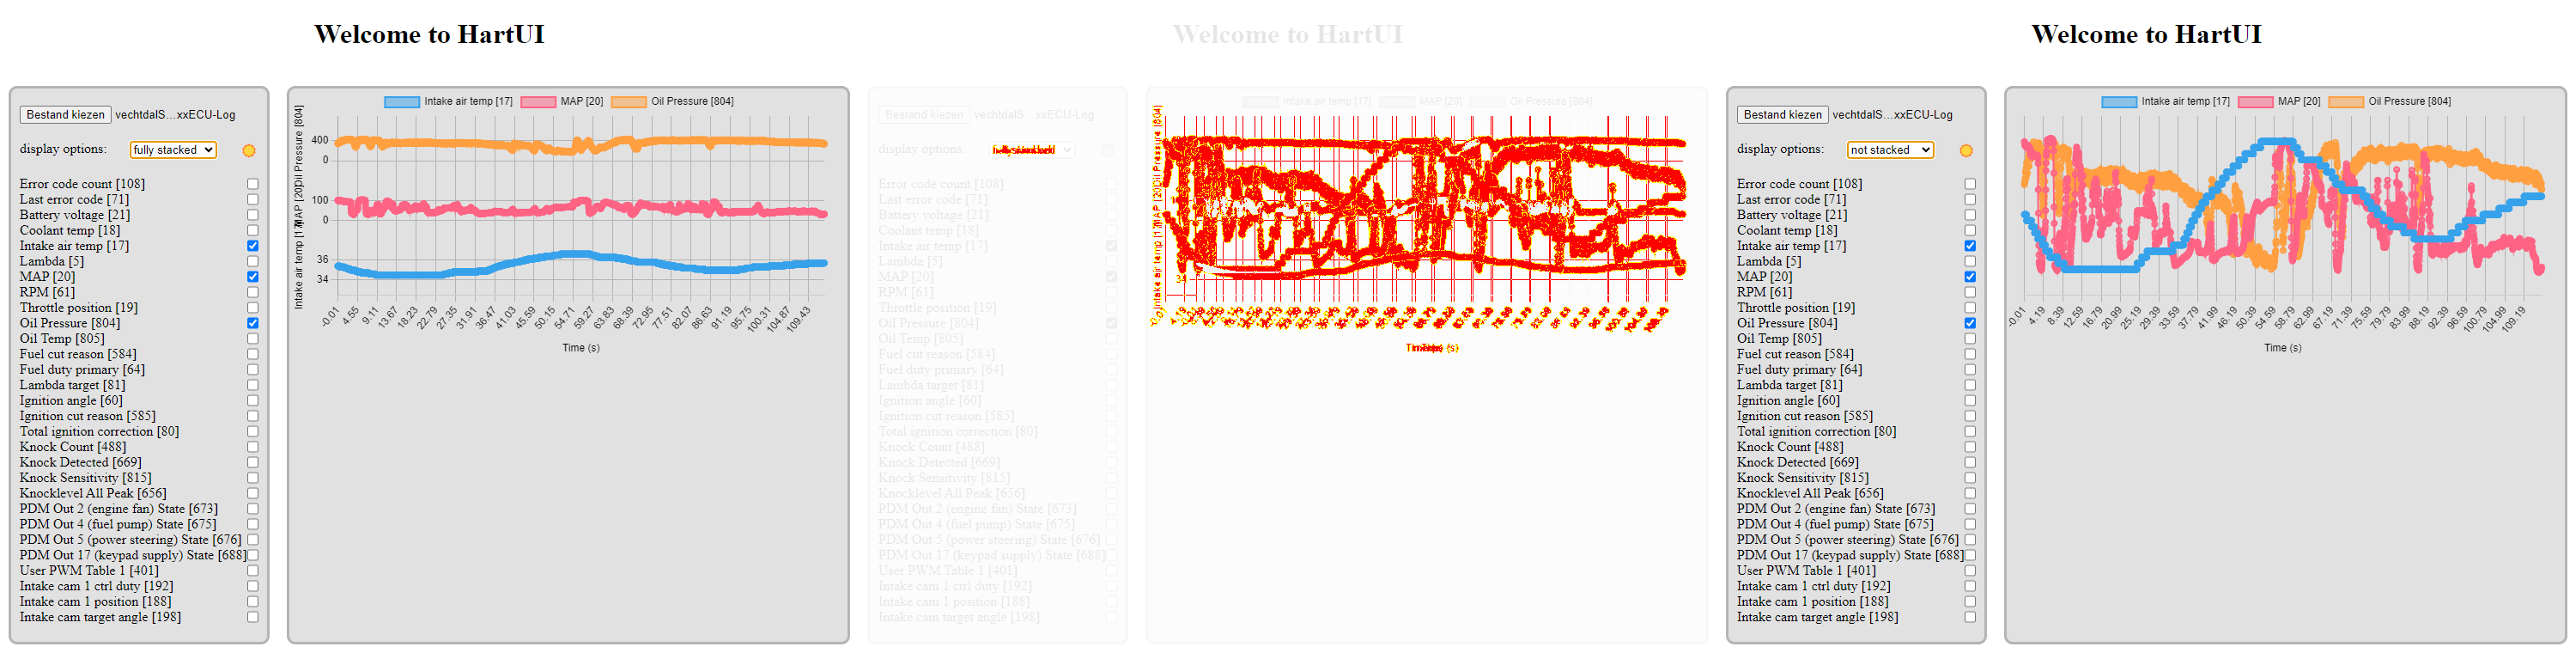 Welcome to HartUI
Bestand kiezen vechtdalS...xxECU-Log
display options: fully stacked
Error code count [108]
Last error code [71]
Battery voltage [21]
Coolant temp [18]
Intake air temp [17]
Lambda [5]
MAP [20]
RPM [61]
Throttle position [19]
Oil Pressure [804]
Oil Temp [805]
Fuel cut reason [584]
Fuel duty primary [64]
Lambda target [81]
Ignition angle [60]
Ignition cut reason [585]
Total ignition correction [80]
Knock Count [488]
Knock Detected [669]
Knock Sensitivity [815]
Knocklevel All Peak [656]
PDM Out 2 (engine fan) State [673]
PDM Out 4 (fuel pump) State [675]
PDM Out 5 (power steering) State [676]
PDM Out 17 (keypad supply) State [688]
User PWM Table 1 [401]
Intake cam 1 ctrl duty [192]
Intake cam 1 position [188]
Intake cam target angle [198]
Intake air temp [17] MAP [20] Oil Pressure [804]
Oil Pressure [804]
400
0
MAP [20]
100
0
Intake air temp [17]
36
34
-0.01 4.55 9.11 13.67 18.23 22.79 27.35 31.91 36.47 41.03 45.59 50.15 54.71 59.27 63.83 68.39 72.95 77.51 82.07 86.63 91.19 95.75 100.31 104.87 109.43
Time (s)
Welcome to HartUI
Bestand kiezen vechtdalS...xxECU-Log
display options:
Error code count [108]
Last error code [71]
Battery voltage [21]
Coolant temp [18]
Intake air temp [17]
Lambda [5]
MAP [20]
RPM [61]
Throttle position [19]
Oil Pressure [804]
Oil Temp [805]
Fuel cut reason [584]
Fuel duty primary [64]
Lambda target [81]
Ignition angle [60]
Ignition cut reason [585]
Total ignition correction [80]
Knock Count [488]
Knock Detected [669]
Knock Sensitivity [815]
Knocklevel All Peak [656]
PDM Out 2 (engine fan) State [673]
PDM Out 4 (fuel pump) State [675]
PDM Out 5 (power steering) State [676]
PDM Out 17 (keypad supply) State [688]
User PWM Table 1 [401]
Intake cam 1 ctrl duty [192]
Intake cam 1 position [188]
Intake cam target angle [198]
Intake air temp [17] MAP [20] Oil Pressure [804]
Oil Pressure [804]
MAP [20]
Intake air temp [17]
34
Welcome to HartUI
Bestand kiezen vechtdalS...xxECU-Log
display options: not stacked
Error code count [108]
Last error code [71]
Battery voltage [21]
Coolant temp [18]
Intake air temp [17]
Lambda [5]
MAP [20]
RPM [61]
Throttle position [19]
Oil Pressure [804]
Oil Temp [805]
Fuel cut reason [584]
Fuel duty primary [64]
Lambda target [81]
Ignition angle [60]
Ignition cut reason [585]
Total ignition correction [80]
Knock Count [488]
Knock Detected [669]
Knock Sensitivity [815]
Knocklevel All Peak [656]
PDM Out 2 (engine fan) State [673]
PDM Out 4 (fuel pump) State [675]
PDM Out 5 (power steering) State [676]
PDM Out 17 (keypad supply) State [688]
User PWM Table 1 [401]
Intake cam 1 ctrl duty [192]
Intake cam 1 position [188]
Intake cam target angle [198]
Intake air temp [17] MAP [20] Oil Pressure [804]
-0.01 4.19 8.39 12.59 16.79 20.99 25.19 29.39 33.59 37.79 41.99 46.19 50.39 54.59 58.79 62.99 67.19 71.39 75.59 79.79 83.99 88.19 92.39 96.59 100.79 104.99 109.19
Time (s)